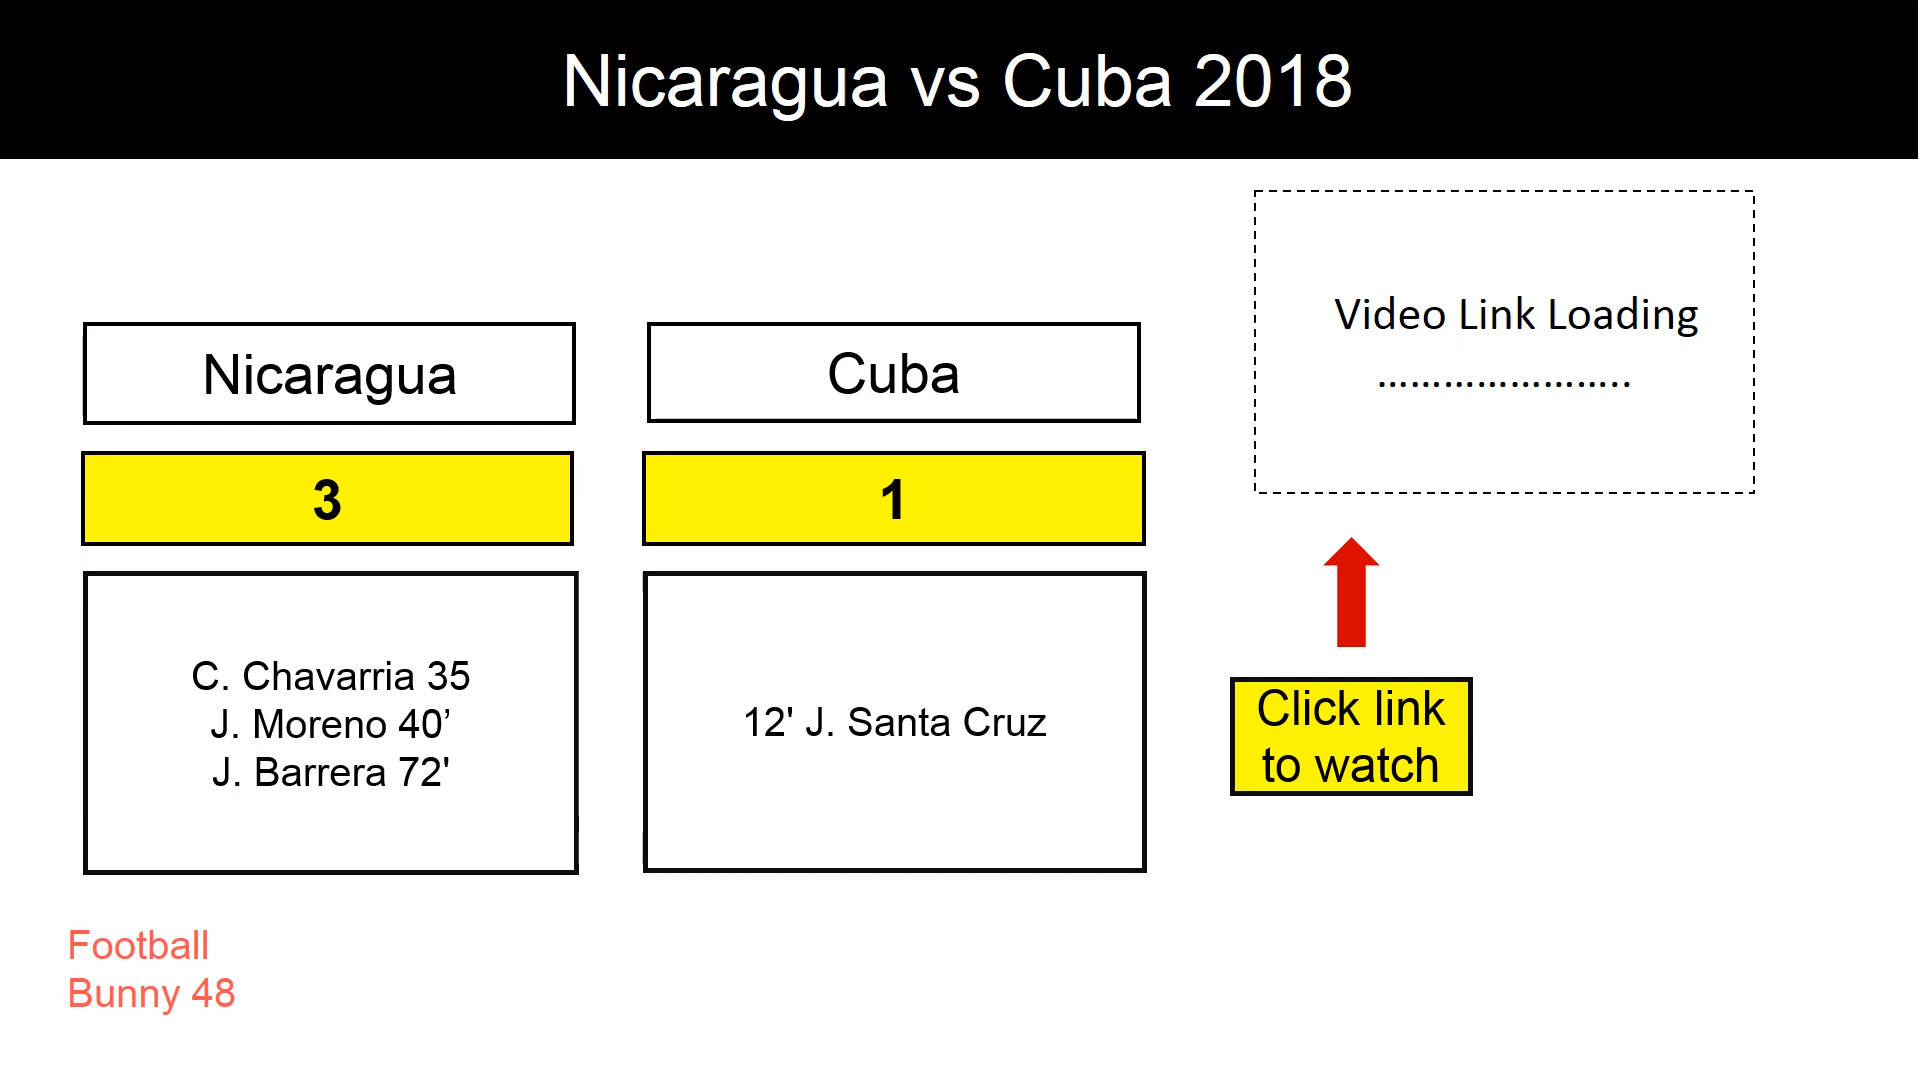 Nicaragua vs Cuba 2018
Nicaragua
Cuba
3
1
C. Chavarria 35
J. Moreno 40’
J. Barrera 72'
12' J. Santa Cruz
Video Link Loading
…………………..
Click link
to watch
Football
Bunny 48